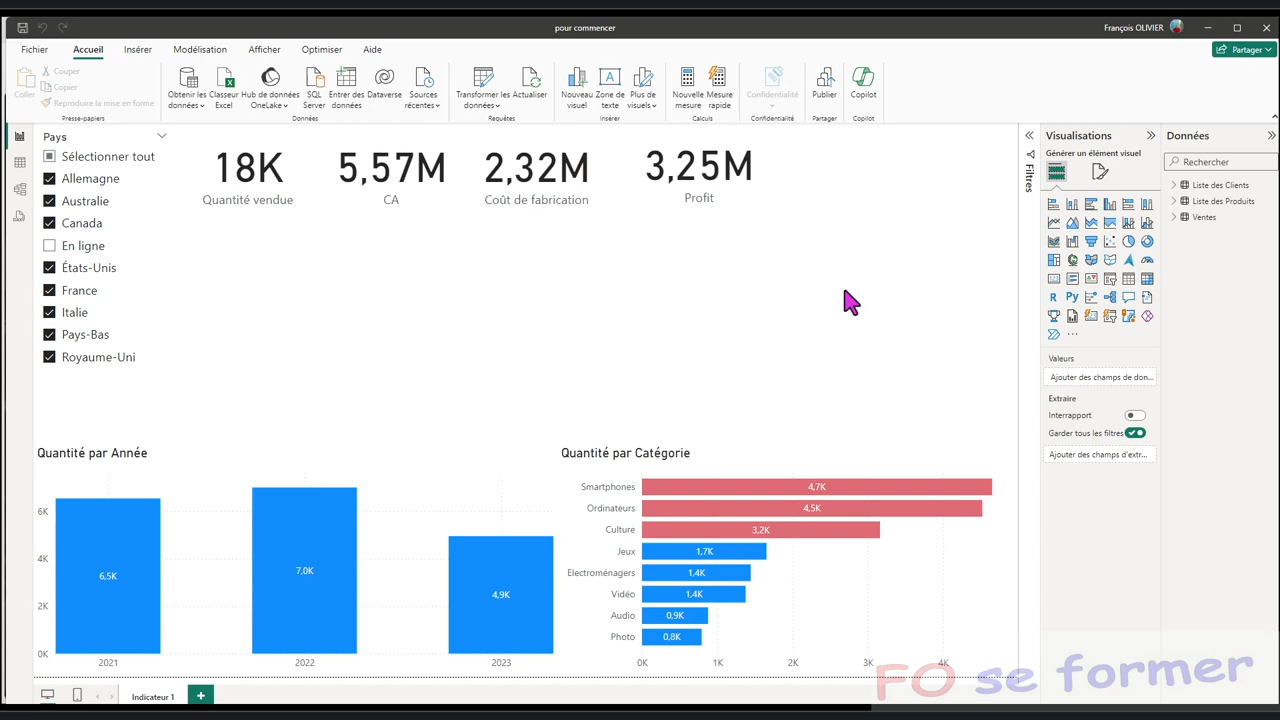 pour commencer
François OLIVIER
Fichier
Accueil
Insérer
Modélisation
Afficher
Optimiser
Aide
Partager
Coller
Couper
Copier
Reproduire la mise en forme
Presse-papiers
Obtenir les données
Classeur Excel
Hub de données OneLake
SQL Server
Entrer des données
Dataverse
Sources récentes
Données
Transformer les données
Actualiser
Requêtes
Nouveau visuel
Zone de texte
Plus de visuels
Insérer
Nouvelle mesure
Mesure rapide
Calculs
Confidentialité
Confidentialité
Publier
Partager
Copilot
Copilot
Pays
Sélectionner tout
Allemagne
Australie
Canada
En ligne
États-Unis
France
Italie
Pays-Bas
Royaume-Uni
18K
Quantité vendue
5,57M
CA
2,32M
Coût de fabrication
3,25M
Profit
Filtres
Visualisations
Générer un élément visuel
R
Py
Valeurs
Ajouter des champs de don...
Extraire
Interrapport
Garder tous les filtres
Ajouter des champs d'extr...
Données
Rechercher
Liste des Clients
Liste des Produits
Ventes
Quantité par Année
6K
4K
2K
0K
6,5K
7,0K
4,9K
2021
2022
2023
Quantité par Catégorie
Smartphones
4,7K
Ordinateurs
4,5K
Culture
3,2K
Jeux
1,7K
Electroménagers
1,4K
Vidéo
1,4K
Audio
0,9K
Photo
0,8K
0K
1K
2K
3K
4K
Indicateur 1
FO se former